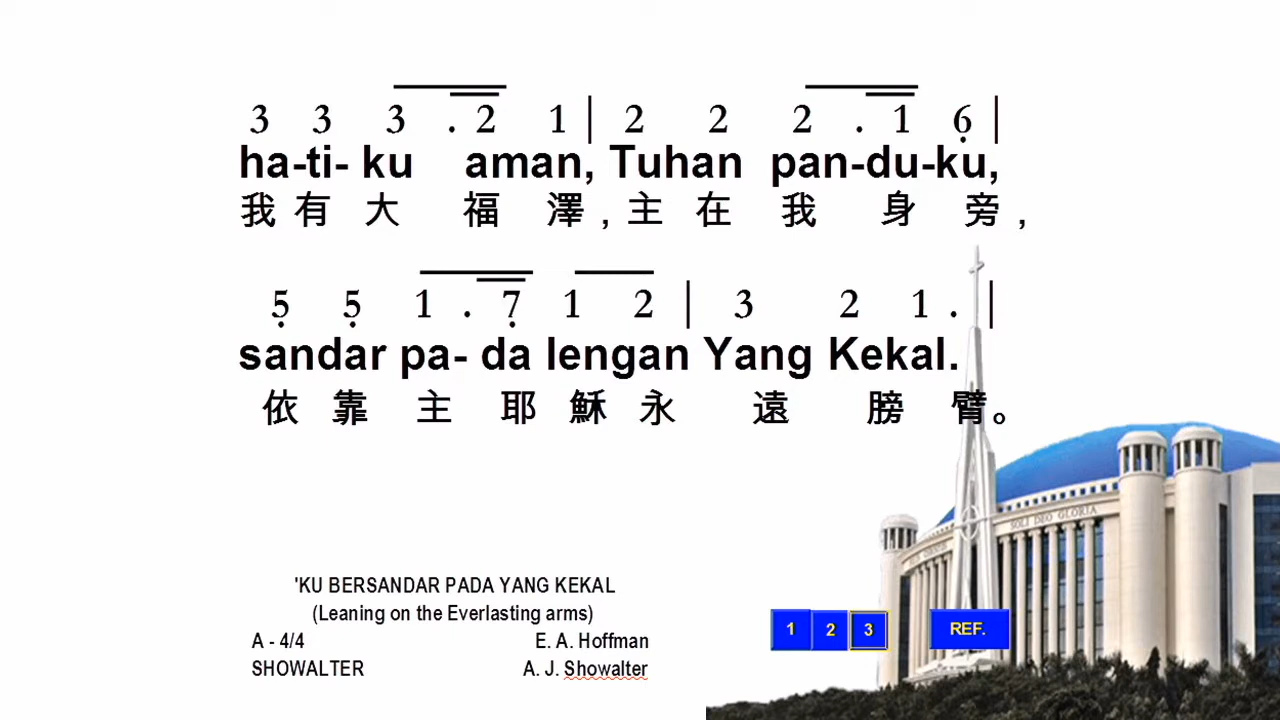 3 3 3 . 2 1 | 2 2 2 . 1 6̣ |
ha-ti- ku aman, Tuhan pan-du-ku,
我 有 大 福 澤, 主 在 我 身 旁,
5̣ 5̣ 1 . 7̣ 1 2 | 3 2 1 . |
sandar pa- da lengan Yang Kekal.
依 靠 主 耶 穌 永 遠 膀 臂。
SOLI DEO GLORIA
'KU BERSANDAR PADA YANG KEKAL
(Leaning on the Everlasting arms)
A - 4/4 E. A. Hoffman
SHOWALTER A. J. Showalter
1 2 3 REF.